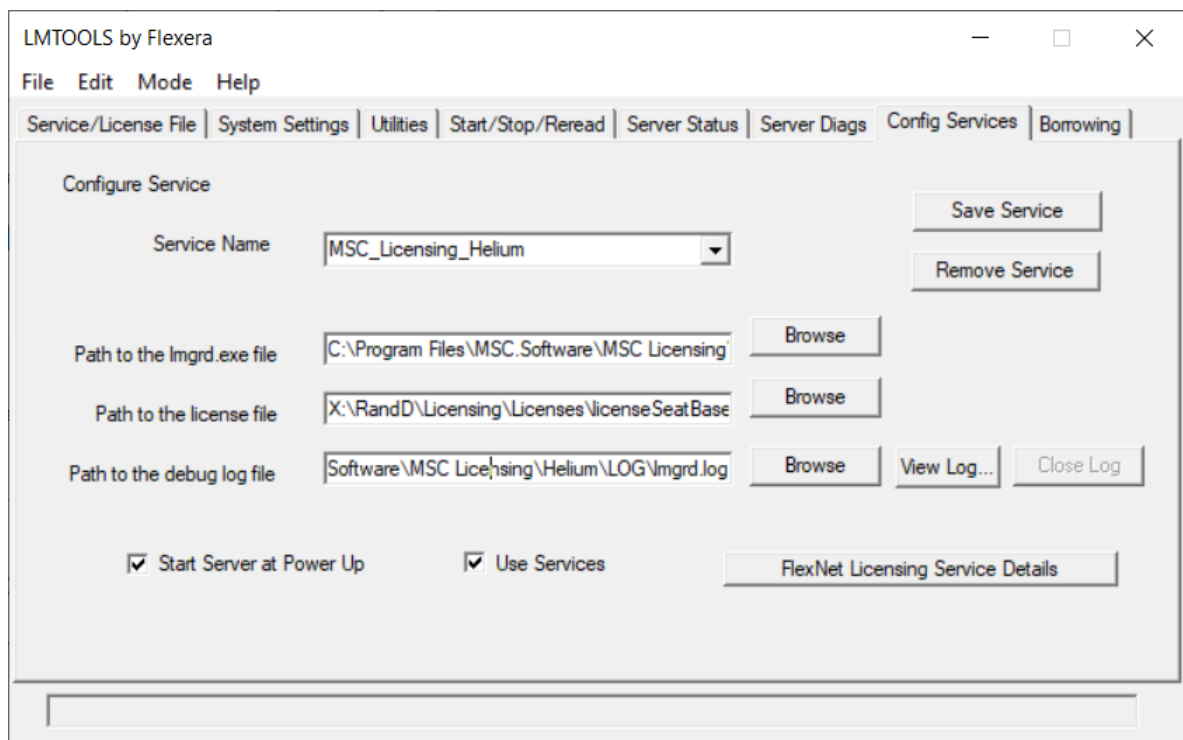 LMTOOLS by Flexera
File Edit Mode Help
Service/License File System Settings Utilities Start/Stop/Reread Server Status Server Diags Config Services Borrowing
Configure Service
Save Service
Service Name MSC_Licensing_Helium
Remove Service
Path to the lmgrd.exe file C:\Program Files\MSC.Software\MSC Licensing\ Browse
Path to the license file X:\RandD\Licensing\Licenses\licenseSeatBase Browse
Path to the debug log file Software\MSC Licensing\Helium\LOG\lmgrd.log Browse View Log... Close Log
Start Server at Power Up Use Services FlexNet Licensing Service Details